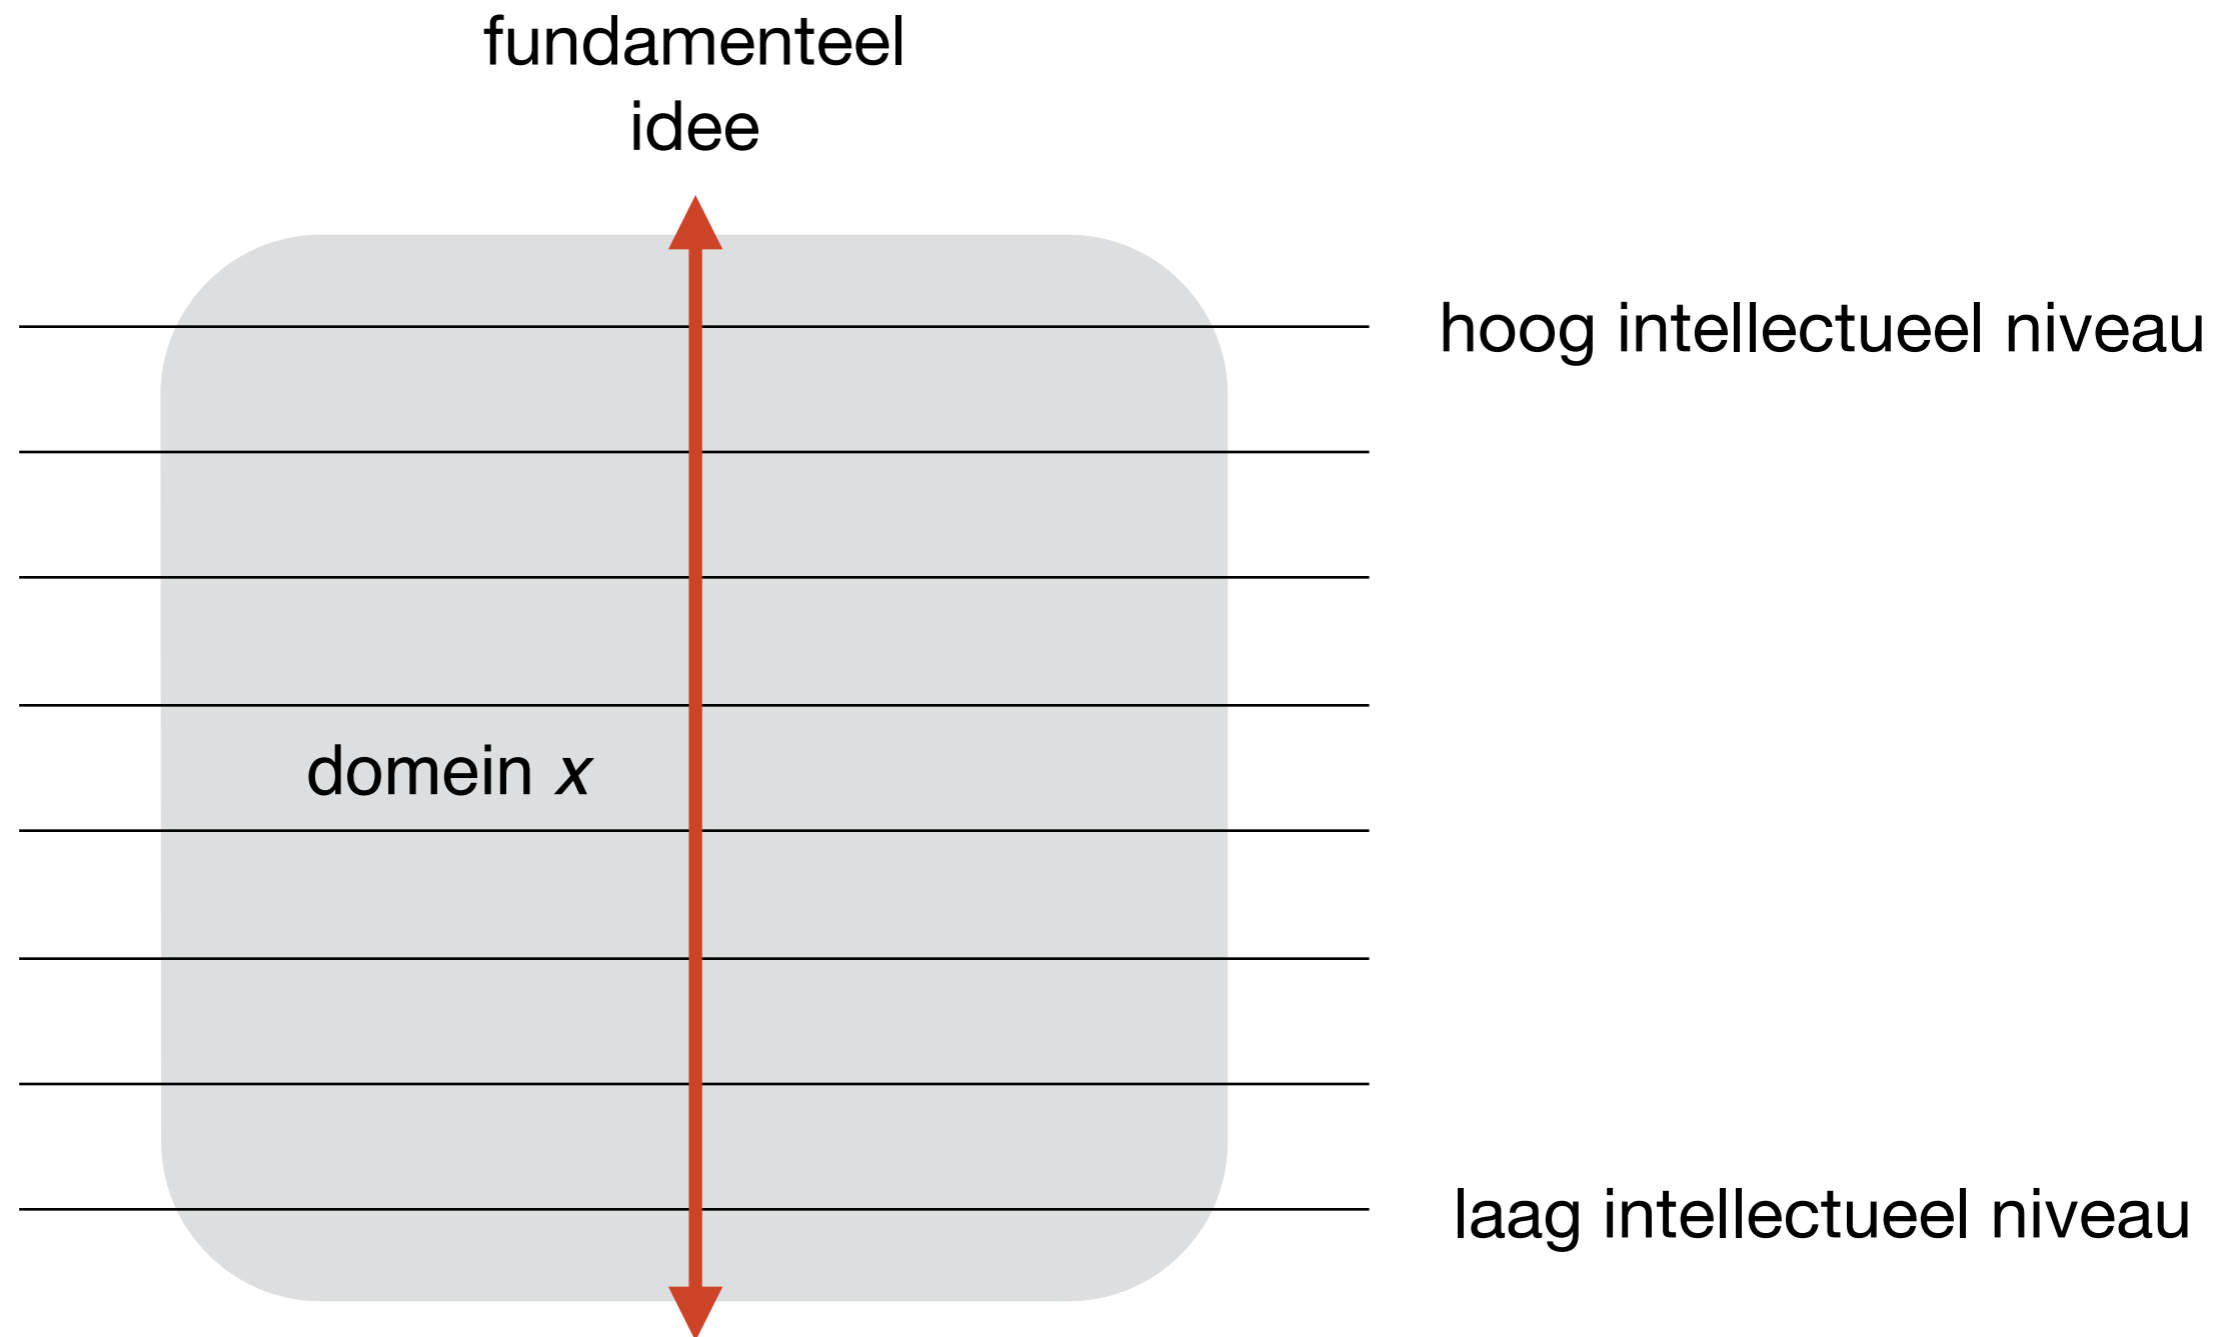 fundamenteel
idee
hoog intellectueel niveau
domein x
laag intellectueel niveau